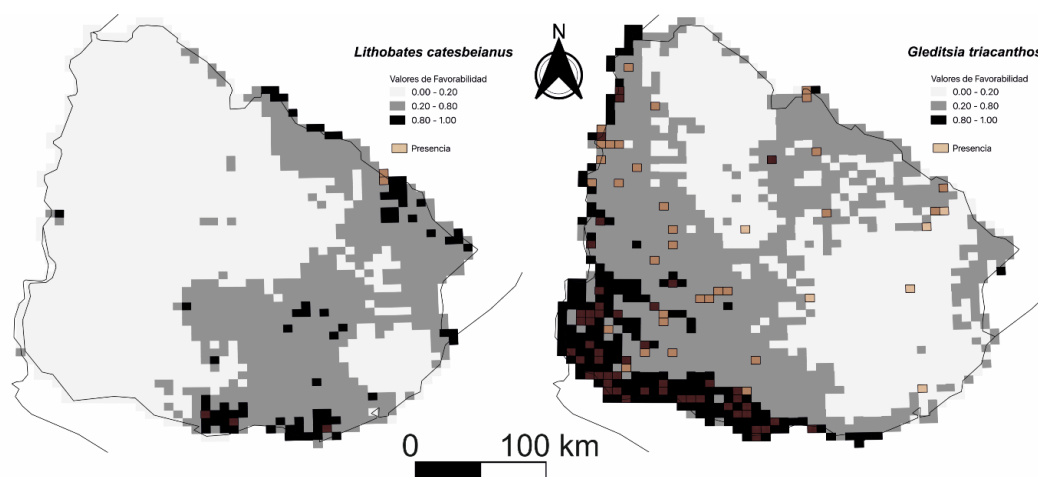 Lithobates catesbeianus
Valores de Favorabilidad
0.00 - 0.20
0.20 - 0.80
0.80 - 1.00
Presencia
N
Gleditsia triacanthos
Valores de Favorabilidad
0.00 - 0.20
0.20 - 0.80
0.80 - 1.00
Presencia
0 100 km